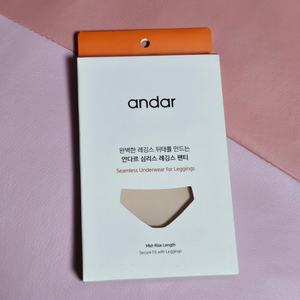 andar
완벽한 레깅스 뒤태를 만드는
안다르 심리스 레깅스 팬티
Seamless Underwear for Leggings
Mid-Rise Length
Secure Fit with Leggings